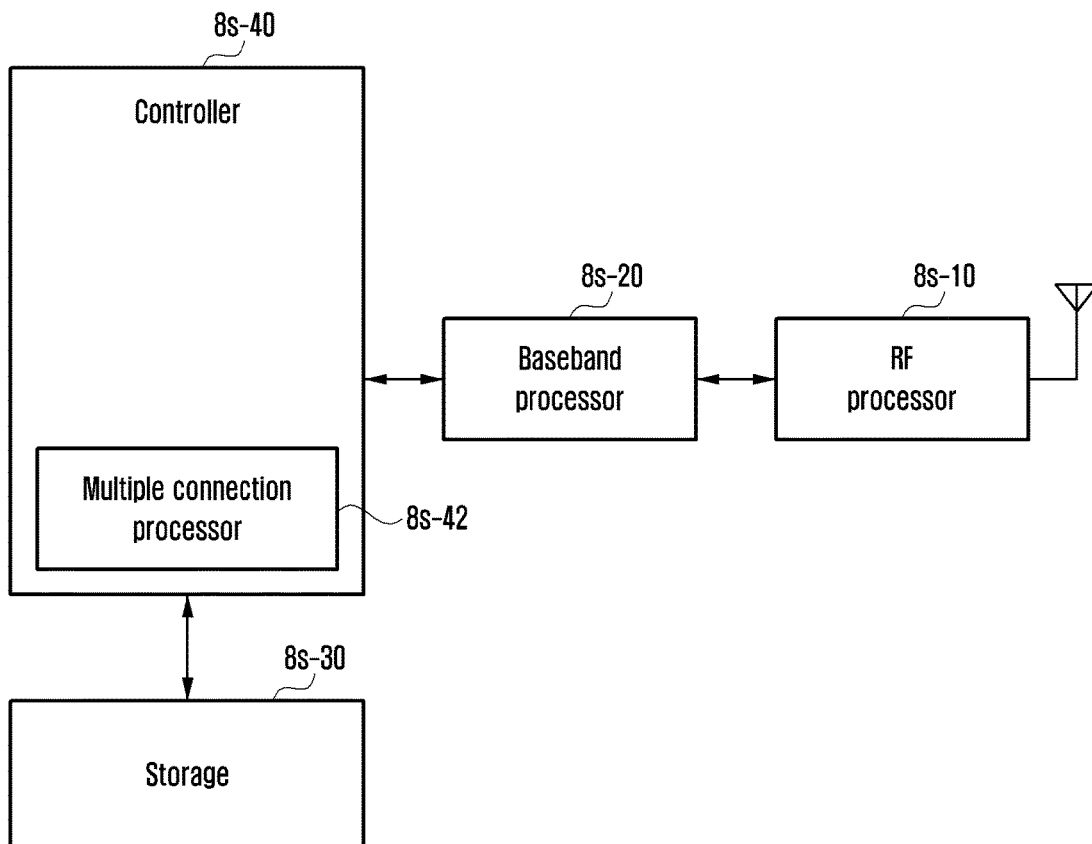 8s-40
Controller
8s-20
8s-10
Baseband
processor
RF
processor
Multiple connection
processor
8s-42
8s-30
Storage